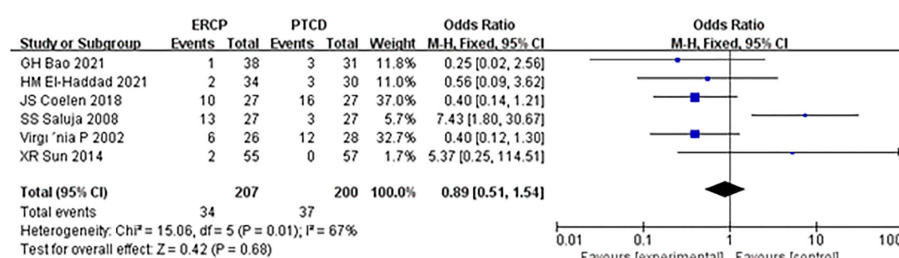 ERCP PTCD Odds Ratio Odds Ratio
Study or Subgroup Events Total Events Total Weight M-H, Fixed, 95% CI M-H, Fixed, 95% CI
GH Bao 2021 1 38 3 31 11.8% 0.25 [0.02, 2.56]
HM El-Haddad 2021 2 34 3 30 11.0% 0.56 [0.09, 3.62]
JS Coelen 2018 10 27 16 27 37.0% 0.40 [0.14, 1.21]
SS Saluja 2008 13 27 3 27 5.7% 7.43 [1.80, 30.67]
Virgı´nia P 2002 6 26 12 28 32.7% 0.40 [0.12, 1.30]
XR Sun 2014 2 55 0 57 1.7% 5.37 [0.25, 114.51]
Total (95% CI) 207 200 100.0% 0.89 [0.51, 1.54]
Total events 34 37
Heterogeneity: Chi² = 15.06, df = 5 (P = 0.01); I² = 67%
Test for overall effect: Z = 0.42 (P = 0.68)
0.01 0.1 1 10 100
Favours [experimental] Favours [control]